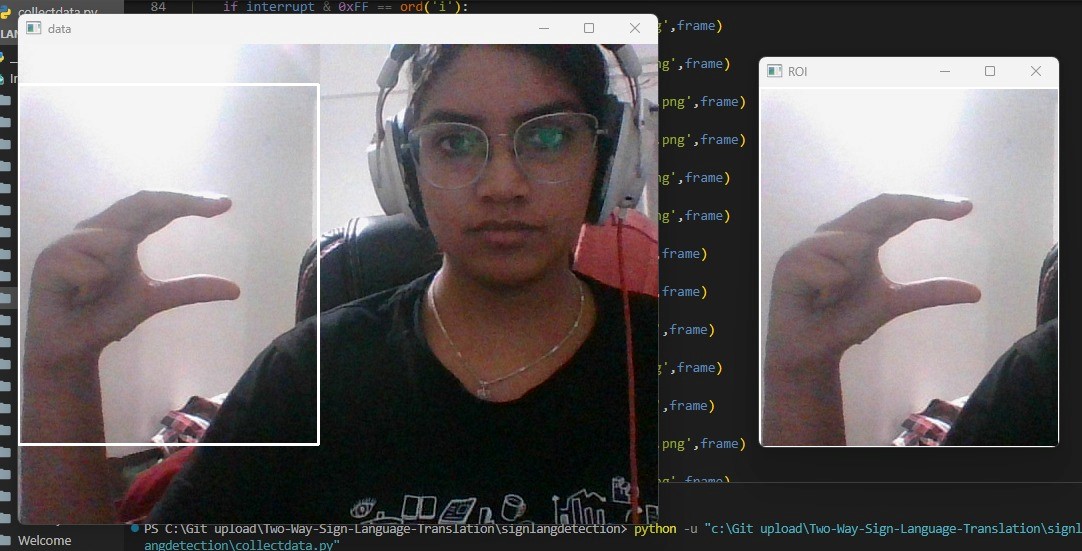 collectdata.py
84 if interrupt & 0xFF == ord('i'):
data
',frame)
ng',frame)
.png',frame)
.png',frame)
',frame)
ng',frame)
,frame)
,frame)
',frame)
g',frame)
,frame)
.png',frame)
ng',frame)
ROI
PS C:\Git upload\Two-Way-Sign-Language-Translation\signlangdetection> python -u "c:\Git upload\Two-Way-Sign-Language-Translation\signl
angdetection\collectdata.py"
Welcome